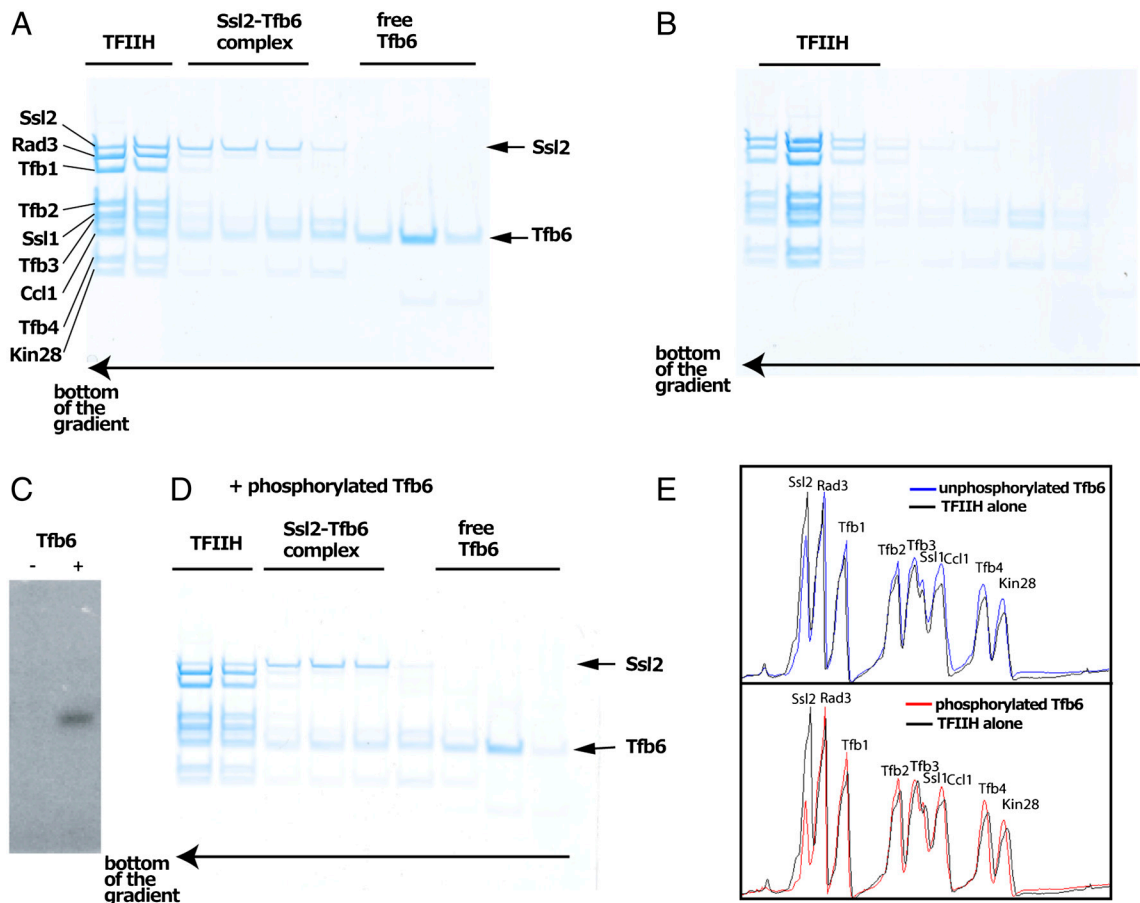 A
TFIIH
Ssl2-Tfb6
complex
free
Tfb6
Ssl2
Rad3
Tfb1
Tfb2
Ssl1
Tfb3
Ccl1
Tfb4
Kin28
Ssl2
Tfb6
bottom
of the
gradient
B
TFIIH
bottom
of the
gradient
C
Tfb6
- +
D
+ phosphorylated Tfb6
TFIIH
Ssl2-Tfb6
complex
free
Tfb6
Ssl2
Tfb6
bottom
of the
gradient
E
Ssl2
Rad3
Tfb1
Tfb2
Tfb3
Ssl1
Ccl1
Tfb4
Kin28
unphosphorylated Tfb6
TFIIH alone
Ssl2
Rad3
Tfb1
Tfb2
Tfb3
Ssl1
Ccl1
Tfb4
Kin28
phosphorylated Tfb6
TFIIH alone